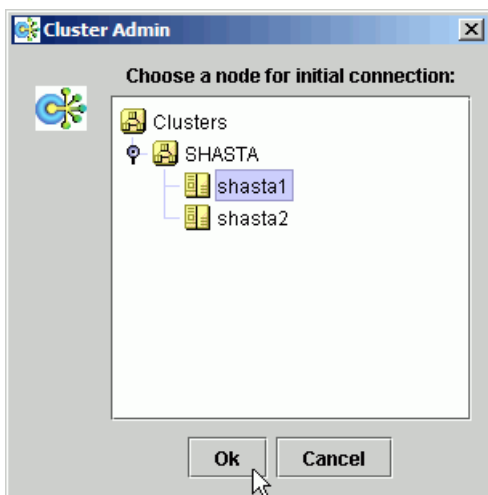 Cluster Admin
Choose a node for initial connection:
Clusters
SHASTA
shasta1
shasta2
Ok Cancel